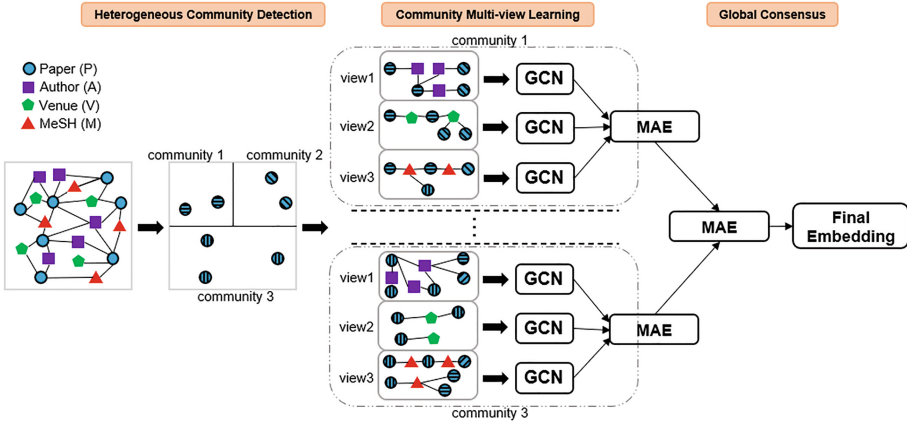 Heterogeneous Community Detection
Community Multi-view Learning
Global Consensus
Paper (P)
Author (A)
Venue (V)
MeSH (M)
community 1
community 2
community 3
community 1
view1
GCN
view2
GCN
view3
GCN
MAE
view1
GCN
view2
GCN
view3
GCN
MAE
community 3
MAE
Final
Embedding